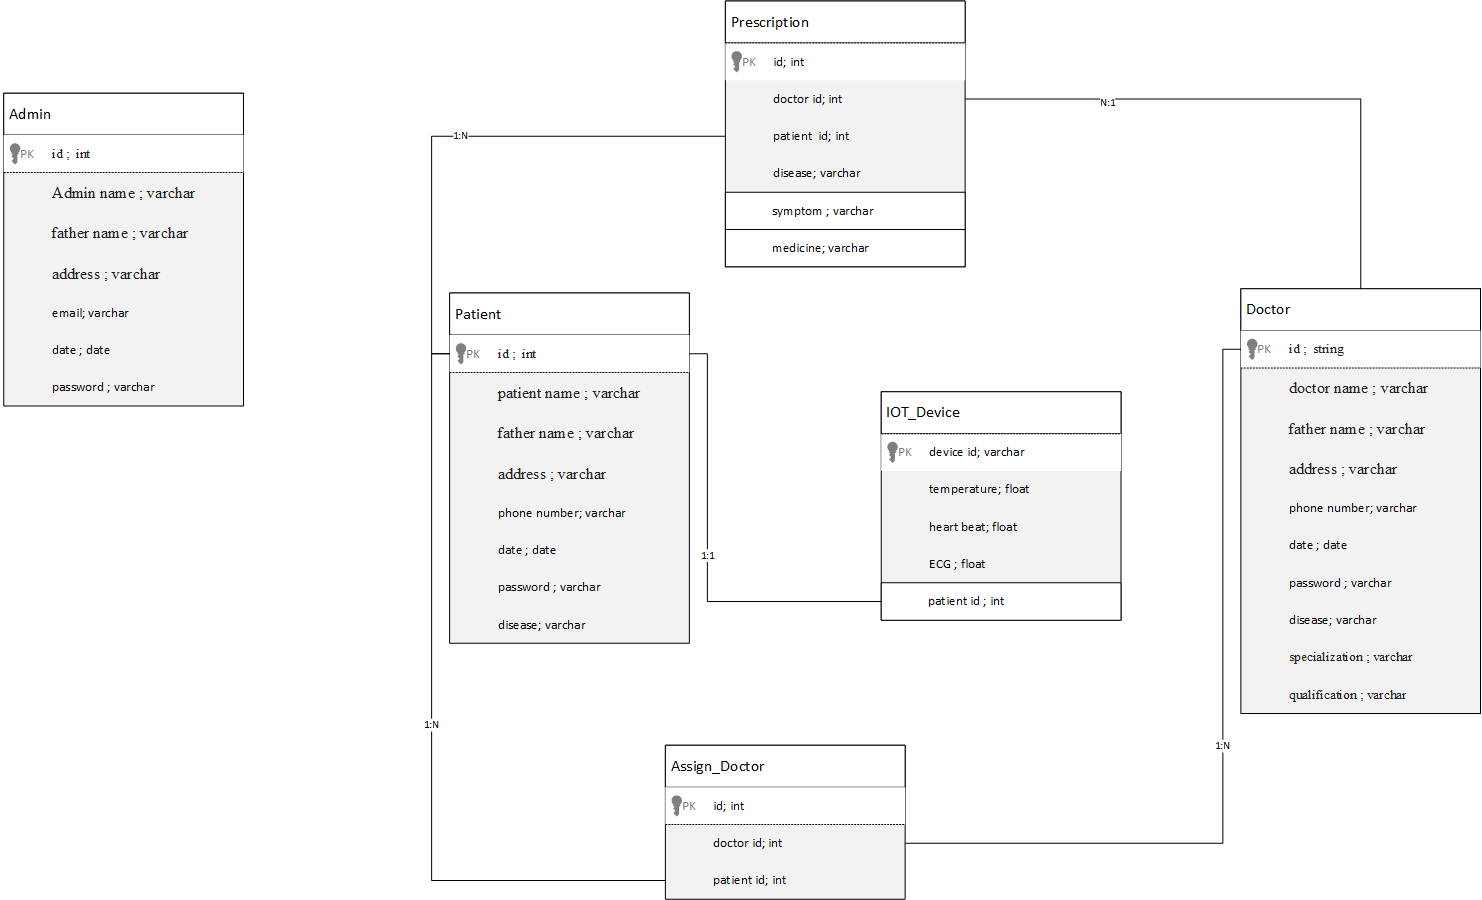 Prescription
PK id; int
doctor id; int
patient id; int
disease; varchar
symptom ; varchar
medicine; varchar
Admin
PK id ; int
Admin name ; varchar
father name ; varchar
address ; varchar
email; varchar
date ; date
password ; varchar
1:N
N:1
Patient
PK id ; int
patient name ; varchar
father name ; varchar
address ; varchar
phone number; varchar
date ; date
password ; varchar
disease; varchar
1:1
IOT_Device
PK device id; varchar
temperature; float
heart beat; float
ECG ; float
patient id ; int
Doctor
PK id ; string
doctor name ; varchar
father name ; varchar
address ; varchar
phone number; varchar
date ; date
password ; varchar
disease; varchar
specialization ; varchar
qualification ; varchar
1:N
1:N
Assign_Doctor
PK id; int
doctor id; int
patient id; int